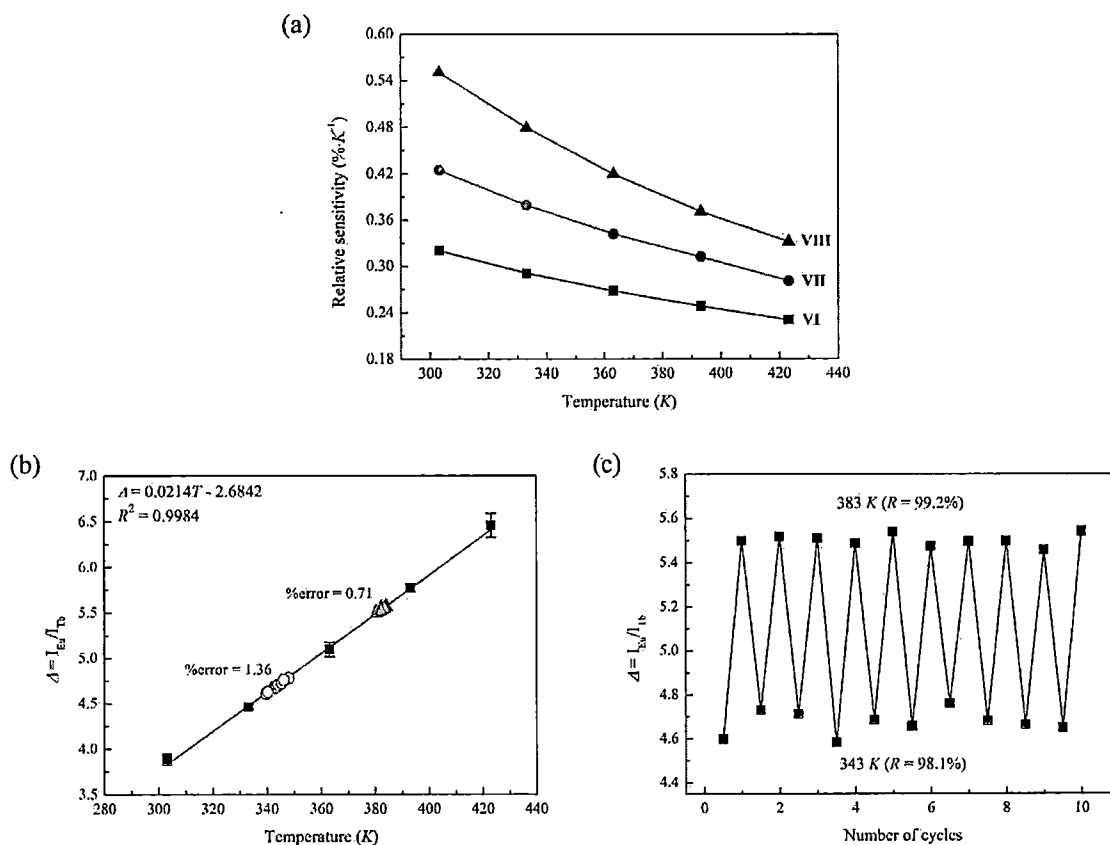 (a)
0.60
0.54
0.48
0.42
0.36
0.30
0.24
0.18
Relative sensitivity (%·K⁻¹)
VIII
VII
VI
300 320 340 360 380 400 420 440
Temperature (K)
(b)
7.0
6.5
6.0
5.5
5.0
4.5
4.0
3.5
Δ = I_Eu/I_Tb
Δ = 0.0214T - 2.6842
R² = 0.9984
%error = 0.71
%error = 1.36
280 300 320 340 360 380 400 420 440
Temperature (K)
(c)
5.8
5.6
5.4
5.2
5.0
4.8
4.6
4.4
Δ = I_Eu/I_Tb
383 K (R = 99.2%)
343 K (R = 98.1%)
0 2 4 6 8 10
Number of cycles